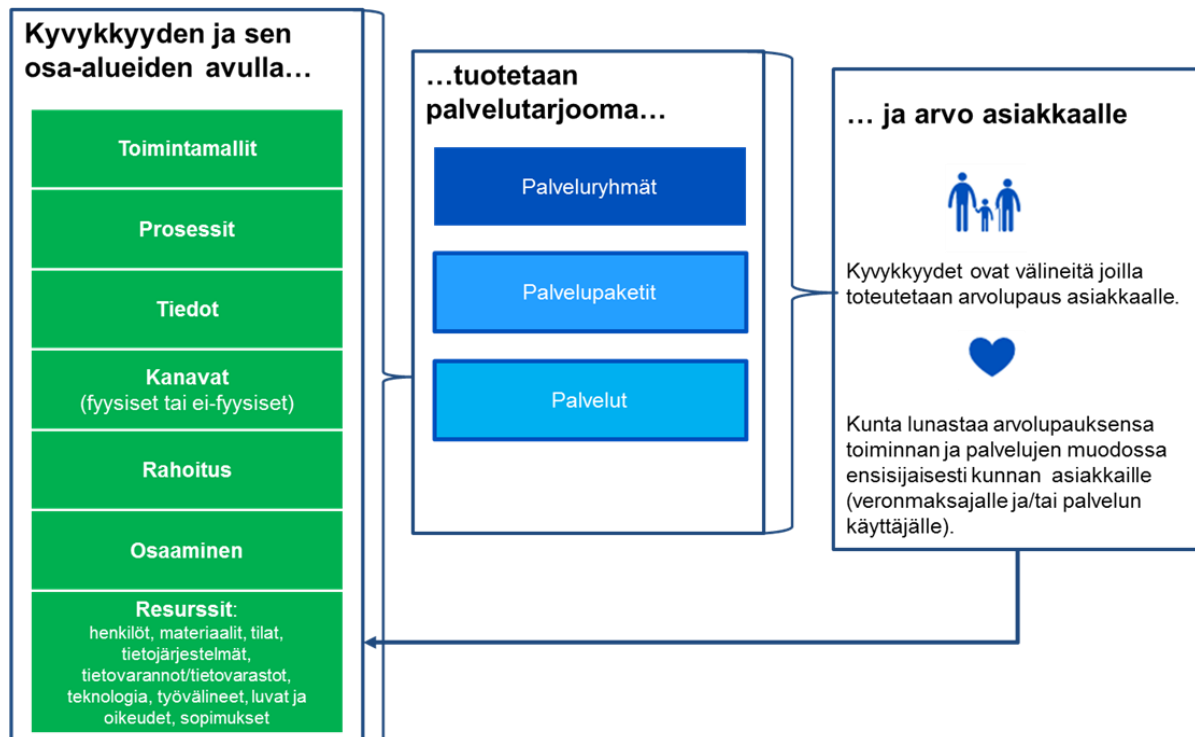 Kyvykkyyden ja sen
osa-alueiden avulla…
Toimintamallit
Prosessit
Tiedot
Kanavat
(fyysiset tai ei-fyysiset)
Rahoitus
Osaaminen
Resurssit:
henkilöt, materiaalit, tilat,
tietojärjestelmät,
tietovarannot/tietovarastot,
teknologia, työvälineet, luvat ja
oikeudet, sopimukset
…tuotetaan
palvelutarjooma…
Palveluryhmät
Palvelupaketit
Palvelut
… ja arvo asiakkaalle
Kyvykkyydet ovat välineitä joilla
toteutetaan arvolupaus asiakkaalle.
Kunta lunastaa arvolupauksensa
toiminnan ja palvelujen muodossa
ensisijaisesti kunnan asiakkaille
(veronmaksajalle ja/tai palvelun
käyttäjälle).